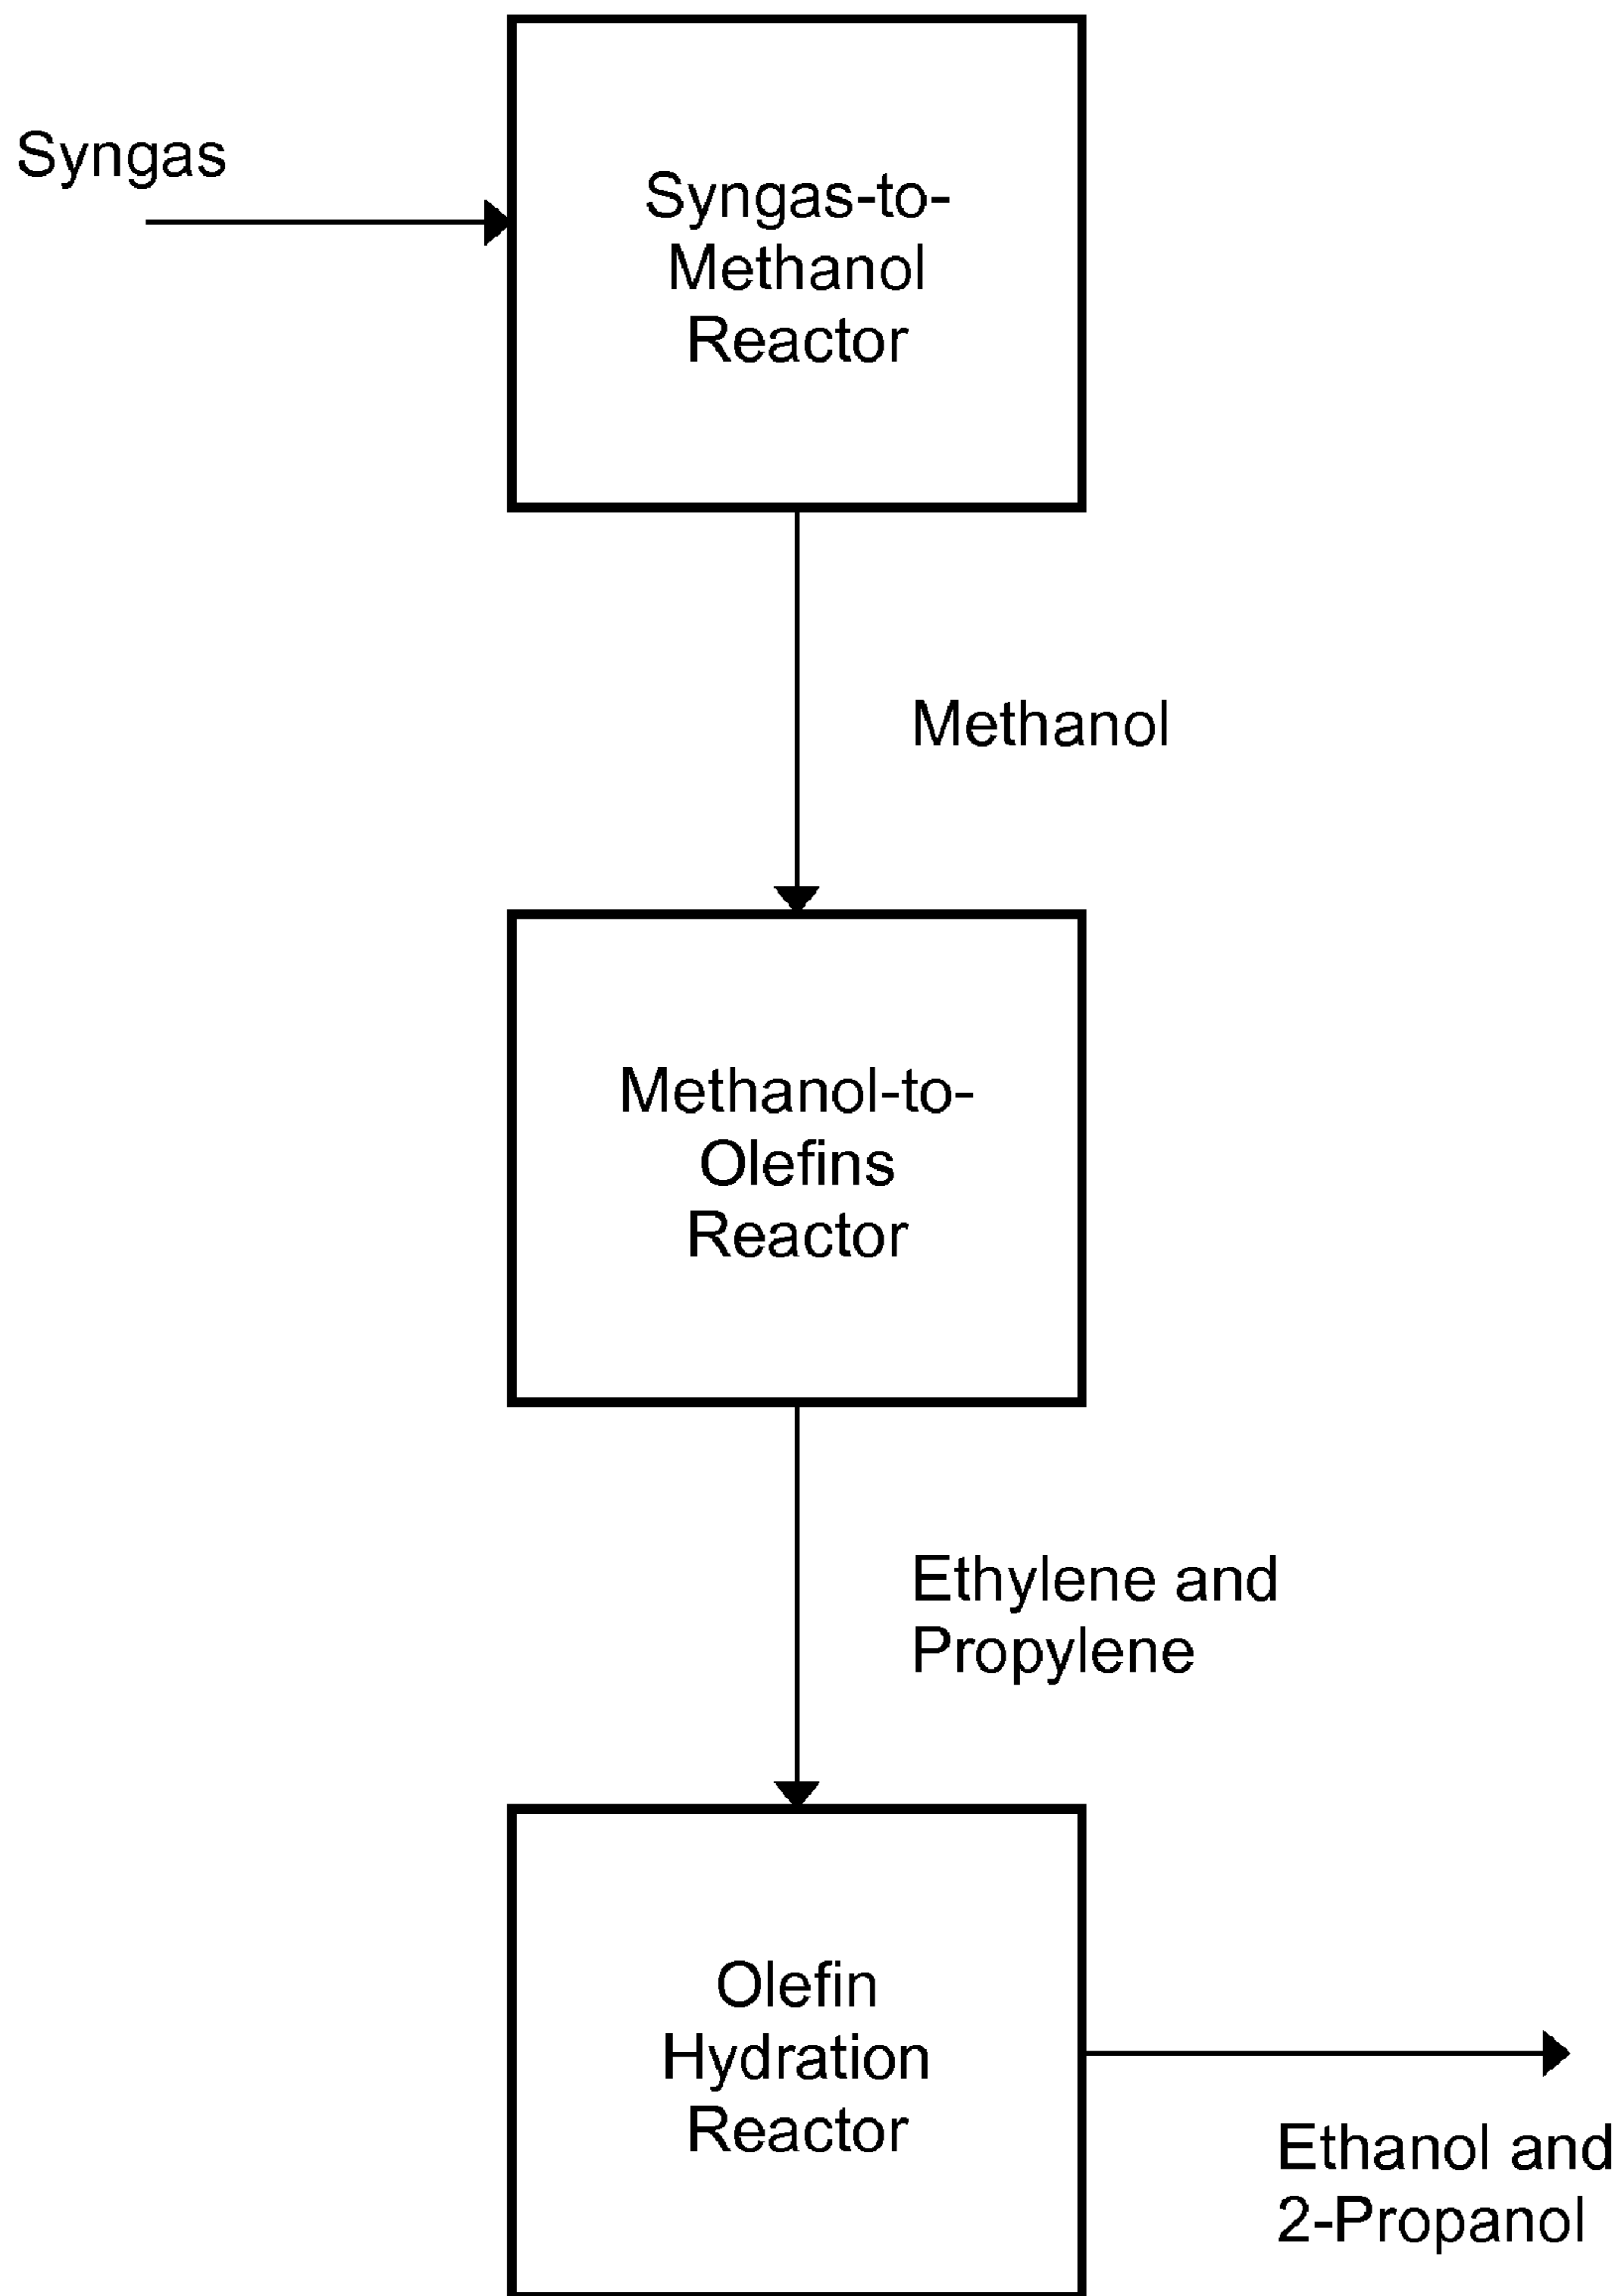 Syngas
Syngas-to-
Methanol
Reactor
Methanol
Methanol-to-
Olefins
Reactor
Ethylene and
Propylene
Olefin
Hydration
Reactor
Ethanol and
2-Propanol